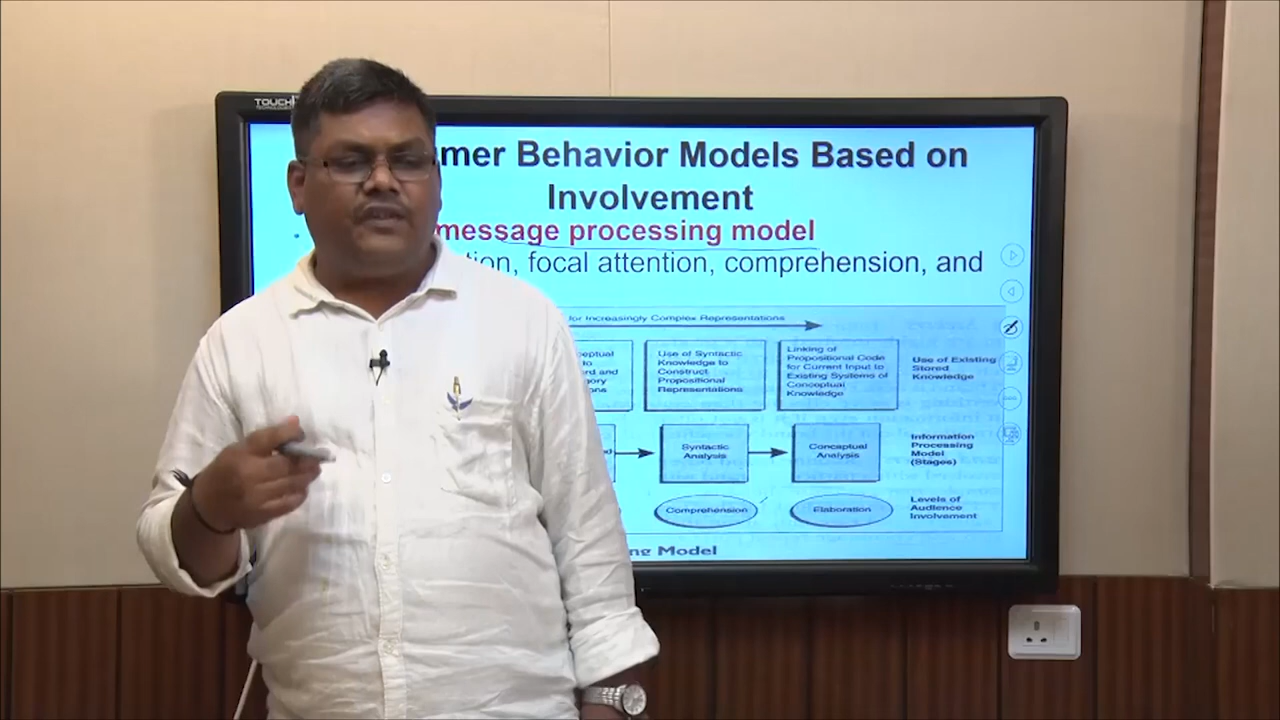 TOUCH
mer Behavior Models Based on
Involvement
message processing model
tion, focal attention, comprehension, and
for Increasingly Complex Representations
Use of Syntactic
Knowledge to
Construct
Propositional
Representations
Linking of
Propositional Code
for Current Input to
Existing Systems of
Conceptual
Knowledge
Use of Existing
Stored
Knowledge
Syntactic
Analysis
Conceptual
Analysis
Information
Processing
Model
(Stages)
Comprehension
Elaboration
Levels of
Audience
Involvement
ng Model